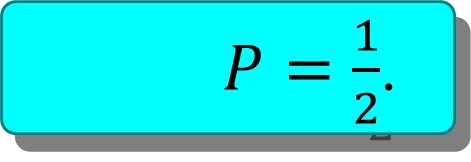 P = 1/2.